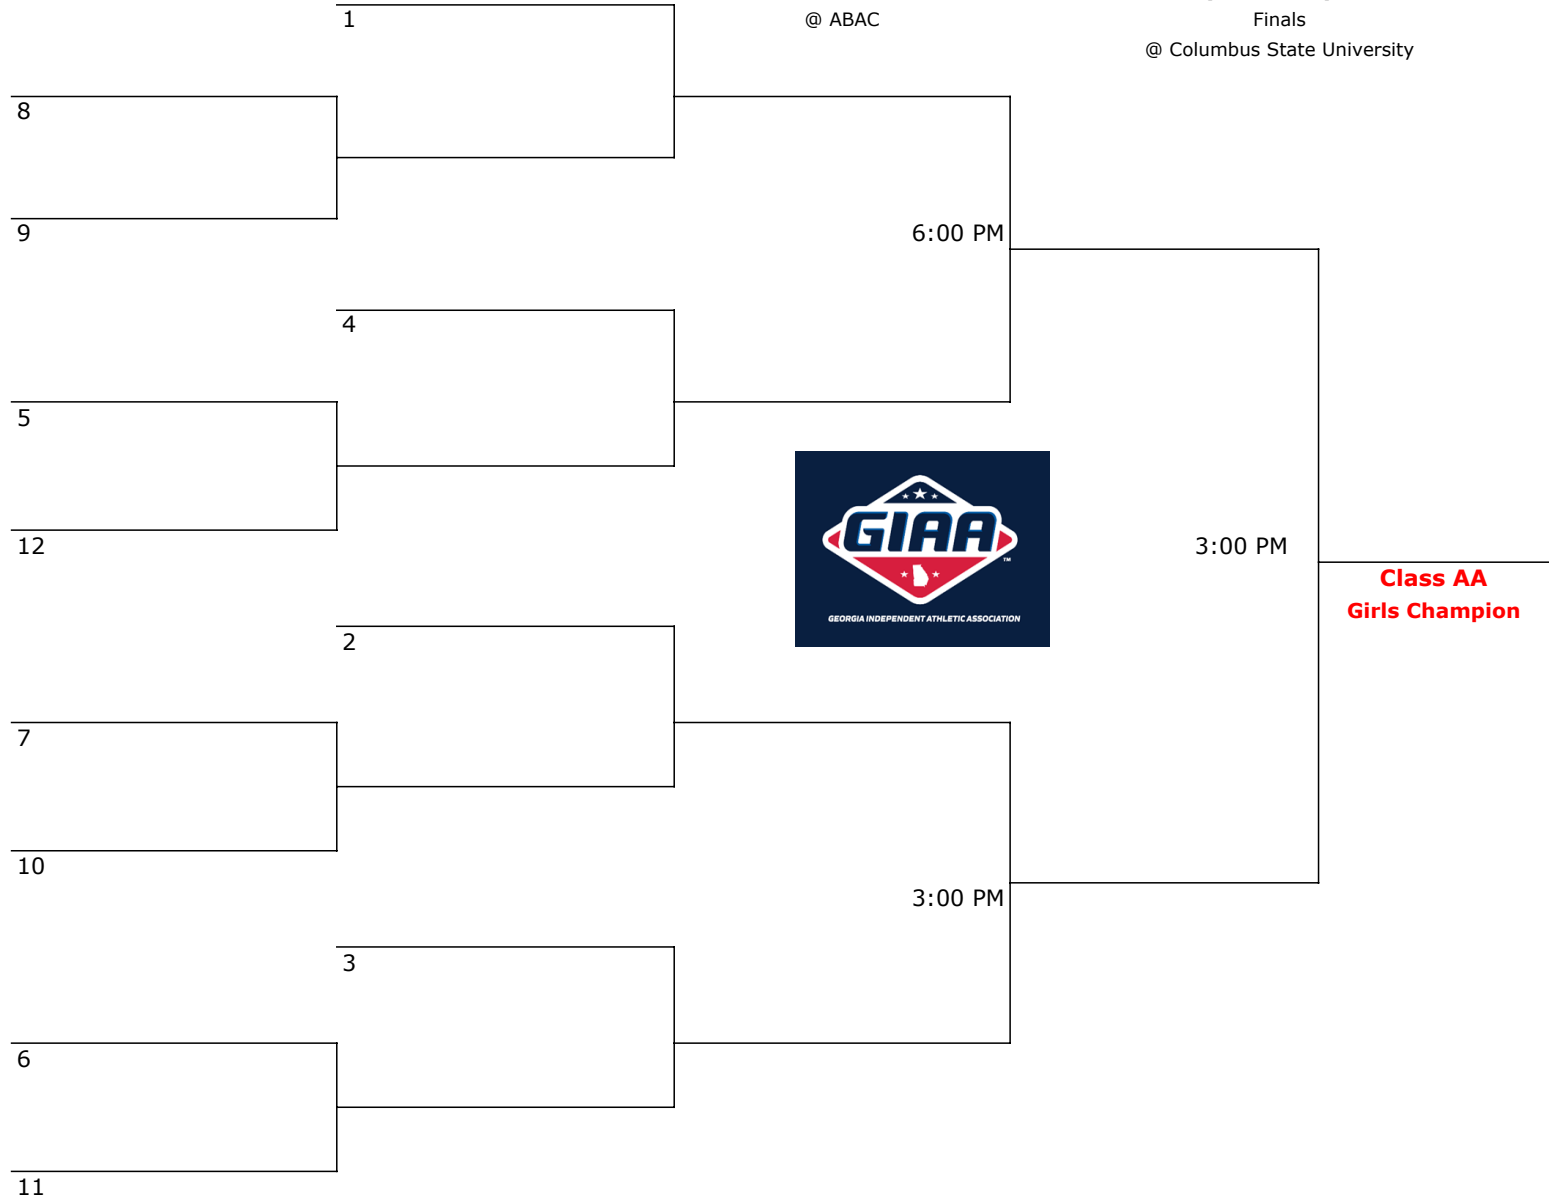 1
@ ABAC
Finals
@ Columbus State University
8
9
6:00 PM
4
5
12
GIAA
TM
GEORGIA INDEPENDENT ATHLETIC ASSOCIATION
3:00 PM
Class AA
Girls Champion
2
7
10
3:00 PM
3
6
11